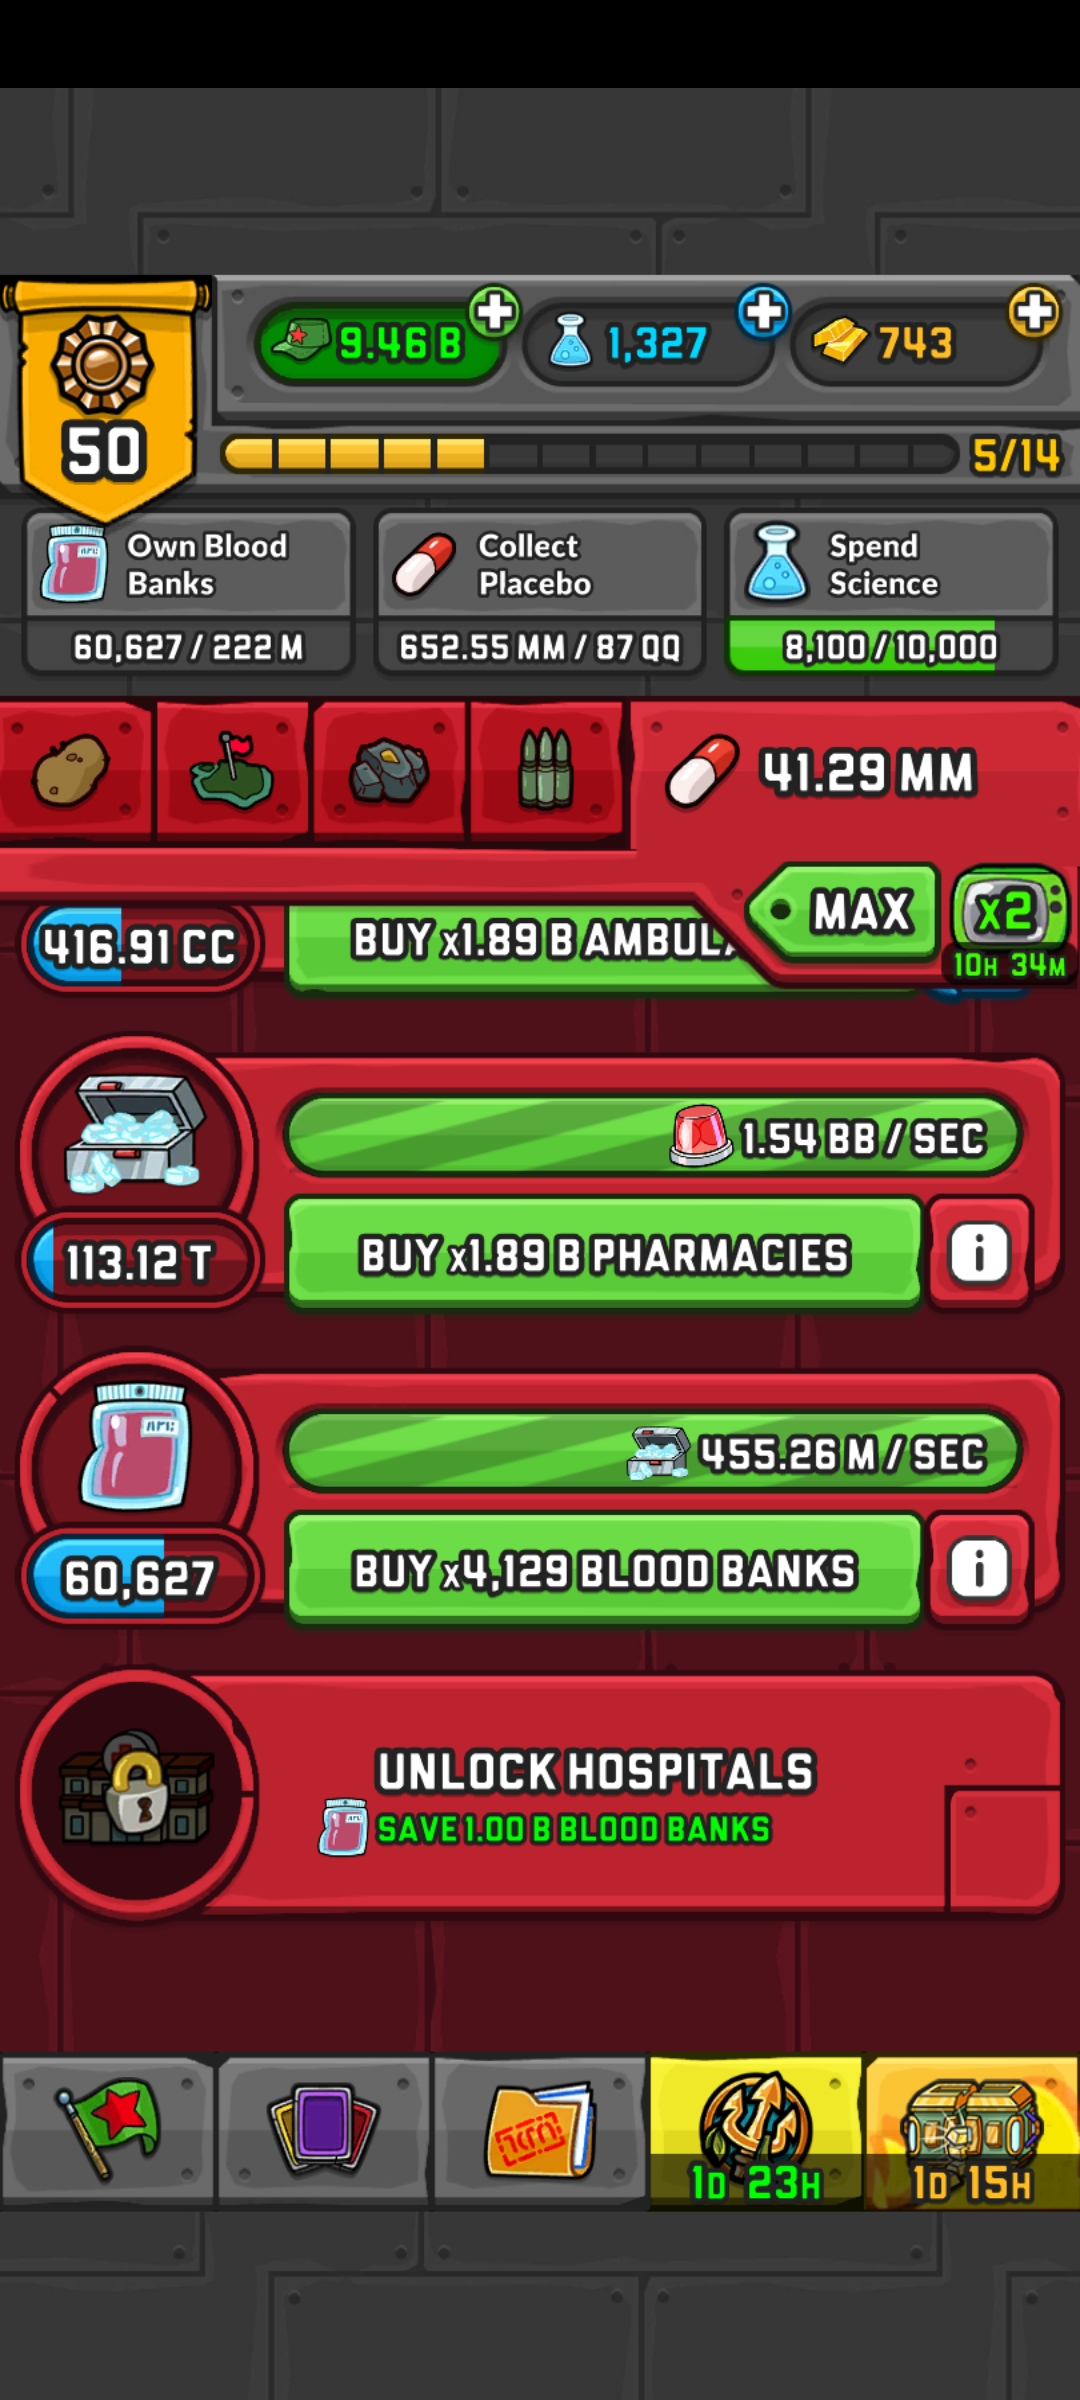 9.46 B
1,327
743
50
5/14
Own Blood
Banks
60,627 / 222 M
Collect
Placebo
652.55 MM / 87 QQ
Spend
Science
8,100 / 10,000
41.29 MM
MAX
x2
10H 34M
416.91 CC
BUY x1.89 B
1.54 BB / SEC
113.12 T
BUY x1.89 B PHARMACIES
i
455.26 M / SEC
60,627
BUY x4,129 BLOOD BANKS
i
UNLOCK HOSPITALS
SAVE 1.00 B BLOOD BANKS
1D 23H
1D 15H